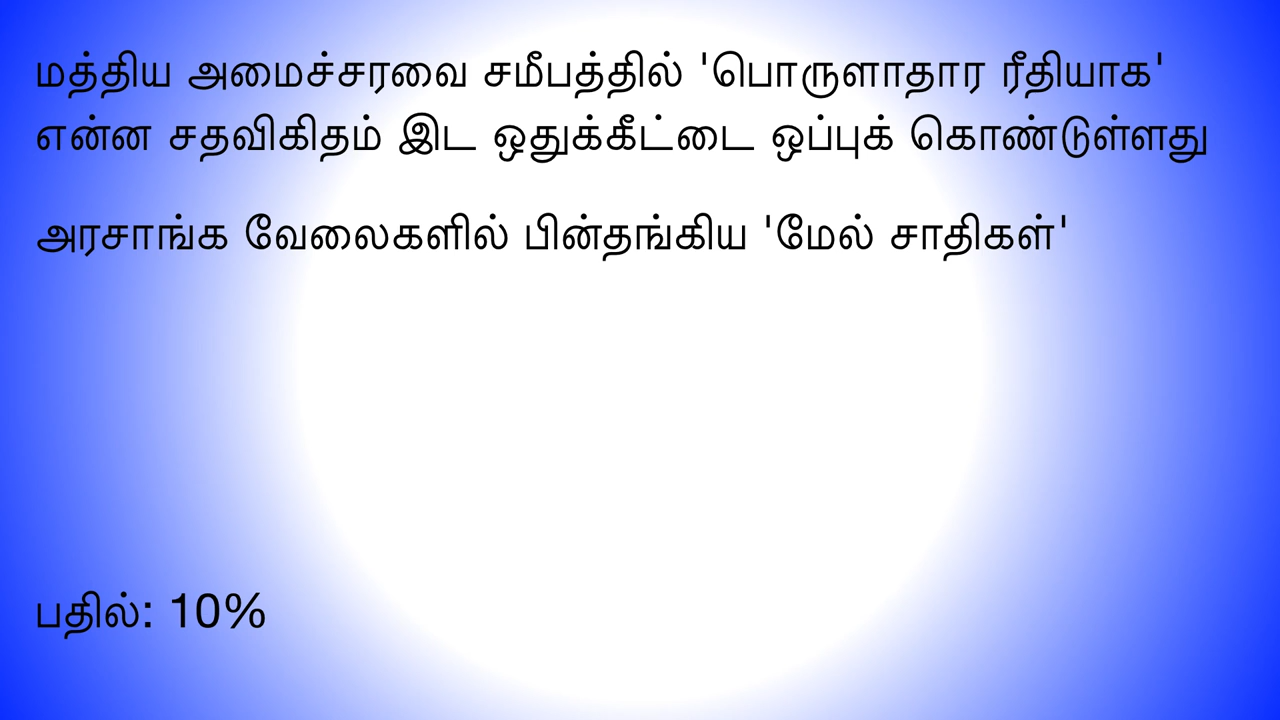 மத்திய அமைச்சரவை சமீபத்தில் 'பொருளாதார ரீதியாக'
என்ன சதவிகிதம் இட ஒதுக்கீட்டை ஒப்புக் கொண்டுள்ளது
அரசாங்க வேலைகளில் பின்தங்கிய 'மேல் சாதிகள்'
பதில்: 10%